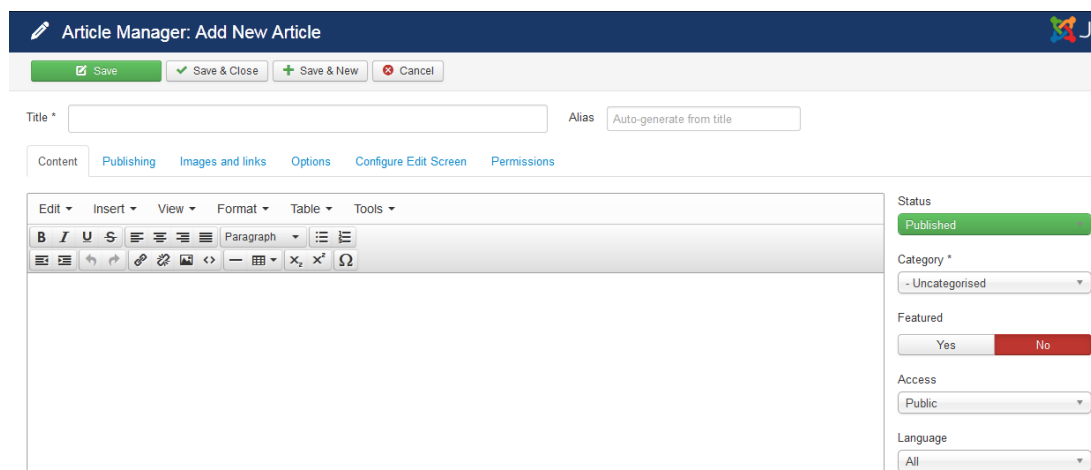 Article Manager: Add New Article
Save Save & Close Save & New Cancel
Title * Alias Auto-generate from title
Content Publishing Images and links Options Configure Edit Screen Permissions
Edit Insert View Format Table Tools
B I U S Paragraph
X₂ X² Ω
Status
Published
Category *
- Uncategorised
Featured
Yes No
Access
Public
Language
All